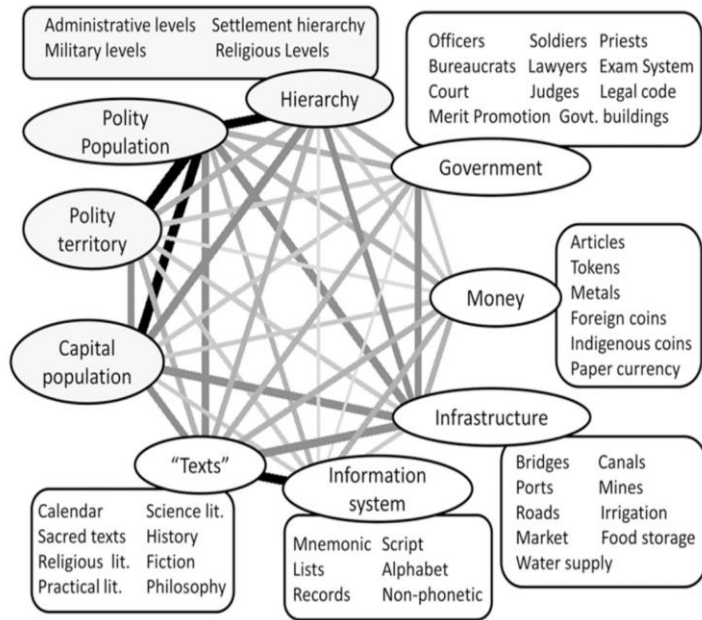 Administrative levels Settlement hierarchy
Military levels Religious Levels
Hierarchy
Officers Soldiers Priests
Bureaucrats Lawyers Exam System
Court Judges Legal code
Merit Promotion Govt. buildings
Government
Polity
Population
Polity
territory
Capital
population
Money
Articles
Tokens
Metals
Foreign coins
Indigenous coins
Paper currency
Infrastructure
Bridges Canals
Ports Mines
Roads Irrigation
Market Food storage
Water supply
"Texts"
Calendar Science lit.
Sacred texts History
Religious lit. Fiction
Practical lit. Philosophy
Information
system
Mnemonic Script
Lists Alphabet
Records Non-phonetic